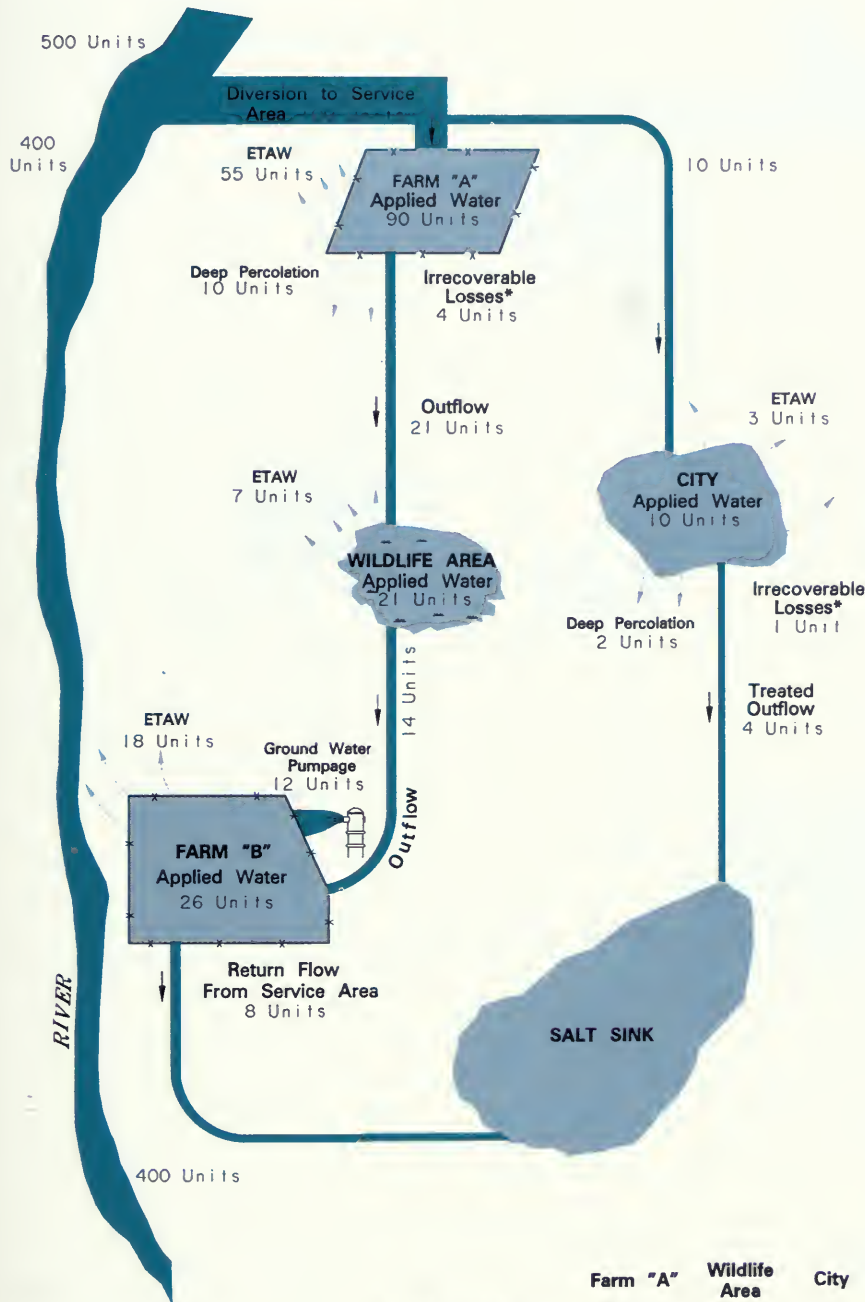 500 Units
Diversion to Service
Area
400
Units
ETAW
55 Units
FARM "A"
Applied Water
90 Units
10 Units
Deep Percolation
10 Units
Irrecoverable
Losses*
4 Units
Outflow
21 Units
ETAW
3 Units
ETAW
7 Units
CITY
Applied Water
10 Units
WILDLIFE AREA
Applied Water
21 Units
Irrecoverable
Losses*
1 Unit
Deep Percolation
2 Units
14 Units
Treated
Outflow
4 Units
ETAW
18 Units
Ground Water
Pumpage
12 Units
Outflow
FARM "B"
Applied Water
26 Units
Return Flow
From Service Area
8 Units
RIVER
SALT SINK
400 Units
Farm "A" Wildlife Area City